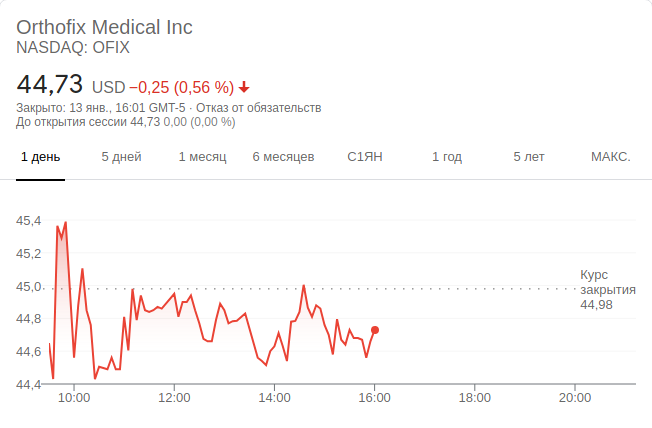 Orthofix Medical Inc
NASDAQ: OFIX
44,73 USD −0,25 (0,56 %)
Закрыто: 13 янв., 16:01 GMT-5 · Отказ от обязательств
До открытия сессии 44,73 0,00 (0,00 %)
1 день 5 дней 1 месяц 6 месяцев С1ЯН 1 год 5 лет МАКС.
45,4
45,2
45,0
44,8
44,6
44,4
Курс
закрытия
44,98
10:00 12:00 14:00 16:00 18:00 20:00